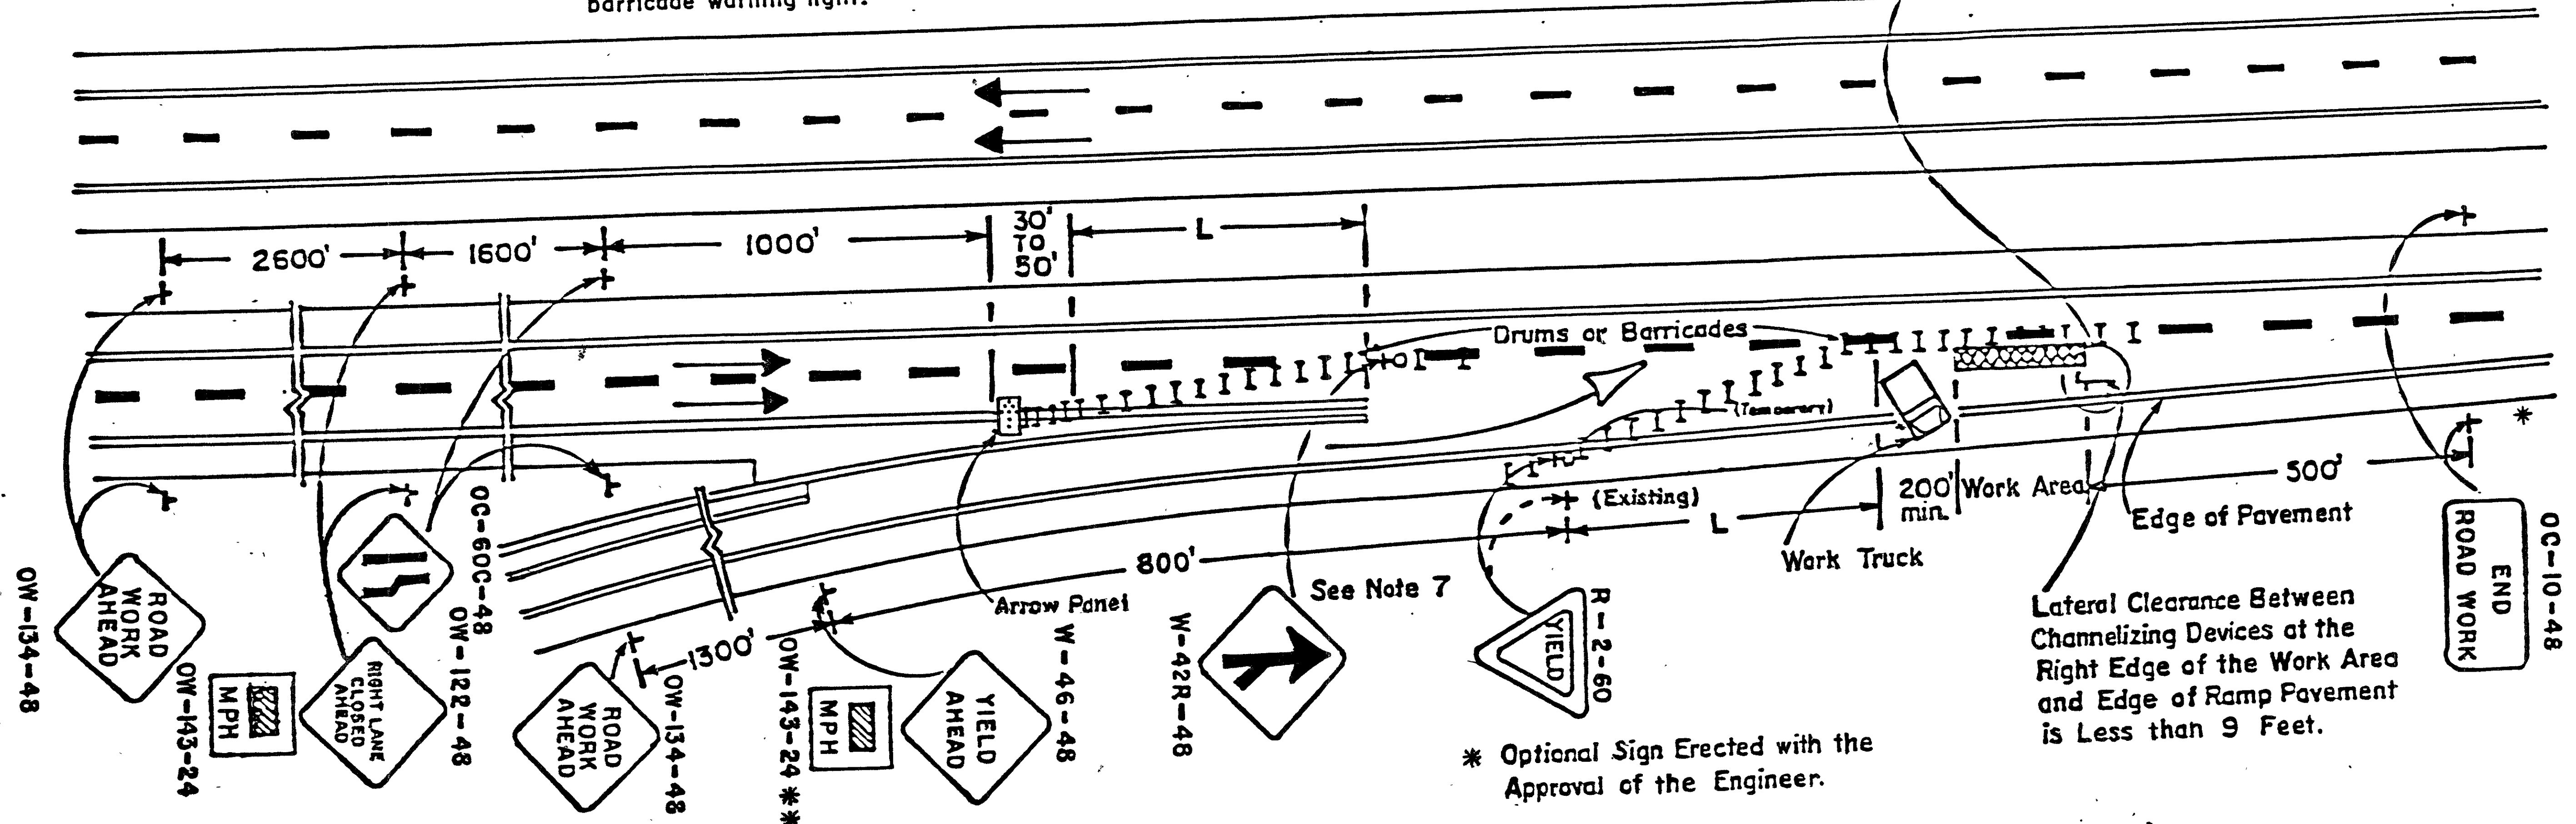 barricade warning light.
2600'
1600'
1000'
30'
TO
50'
L
Drums or Barricades
(Temporary)
(Existing)
L
200'
min.
Work Area
500'
*
Edge of Pavement
Work Truck
800'
See Note 7
Arrow Panel
1300'
ROAD
WORK
AHEAD
OW-134-48
MPH
OW-143-24
RIGHT LANE
CLOSED
AHEAD
OC-60C-48
OW-122-48
ROAD
WORK
AHEAD
OW-134-48
MPH
OW-143-24 **
YIELD
AHEAD
W-46-48
W-42R-48
YIELD
R-2-60
END
ROAD WORK
OC-10-48
Lateral Clearance Between
Channelizing Devices at the
Right Edge of the Work Area
and Edge of Ramp Pavement
is Less than 9 Feet.
* Optional Sign Erected with the
Approval of the Engineer.